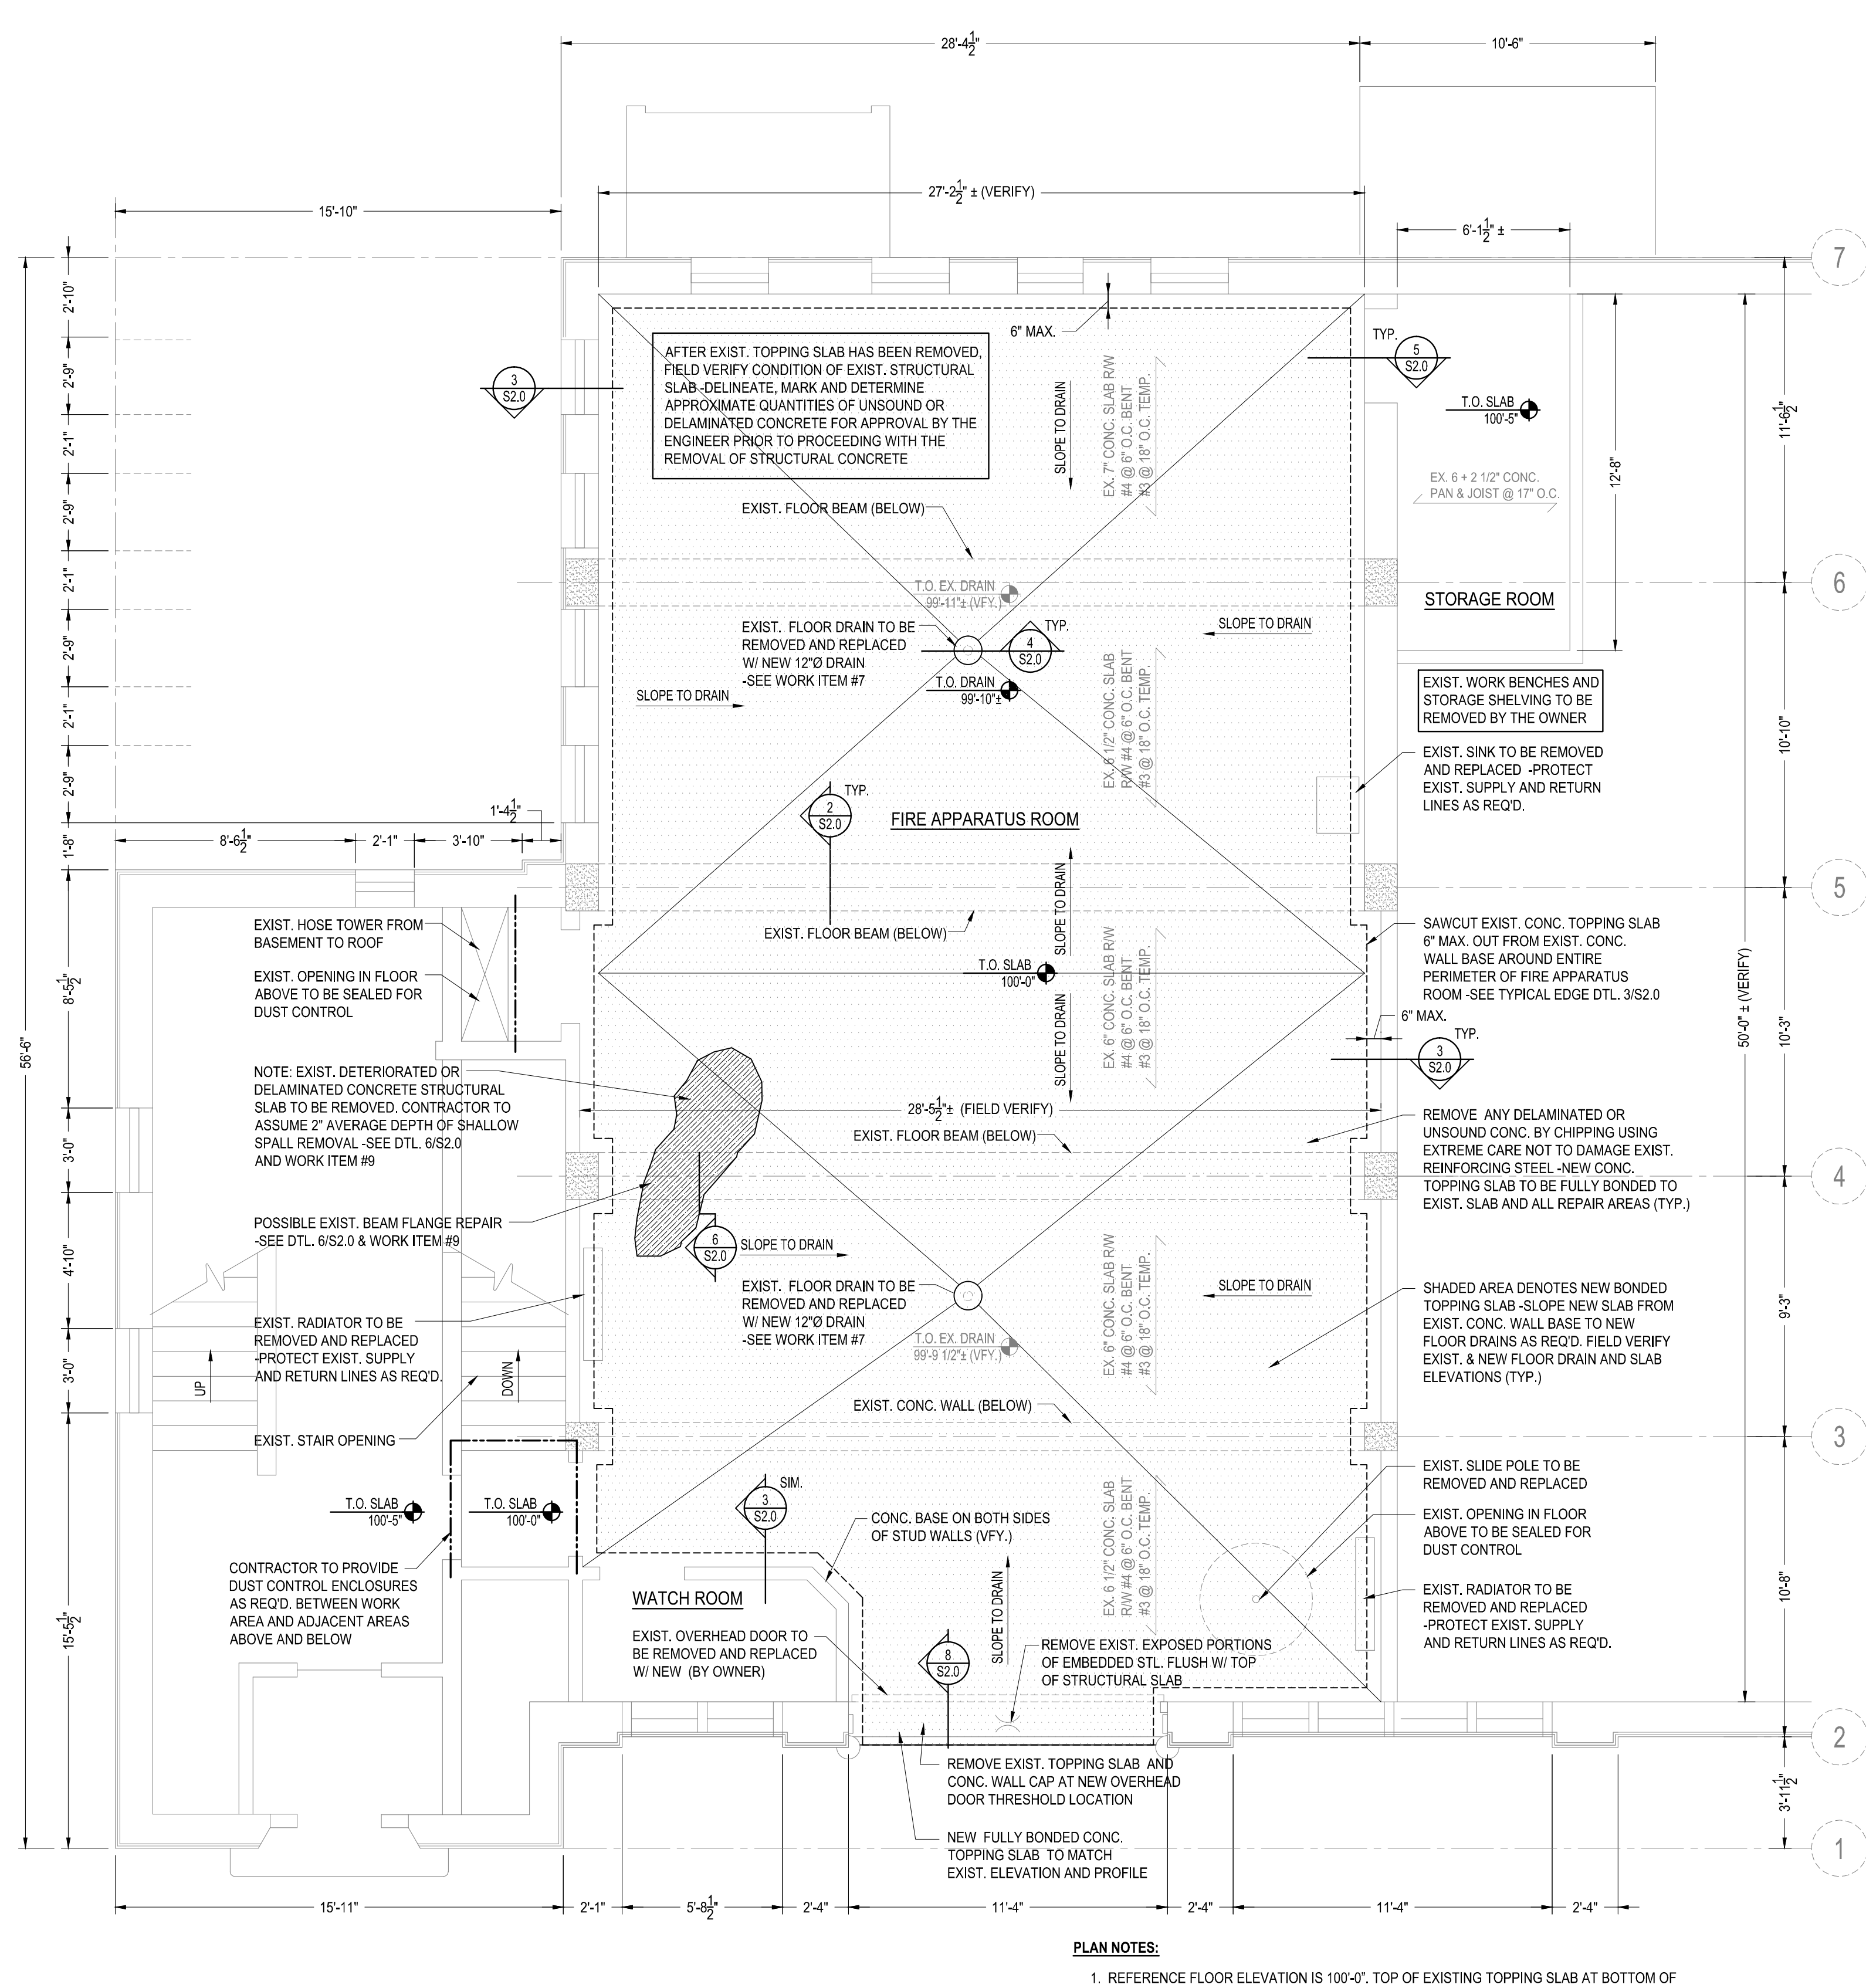 28'-4 1/2"
10'-6"
27'-2 1/2" ± (VERIFY)
15'-10"
6'-1 1/2" ±
7
6" MAX.
TYP.
5
S2.0
AFTER EXIST. TOPPING SLAB HAS BEEN REMOVED,
FIELD VERIFY CONDITION OF EXIST. STRUCTURAL
SLAB -DELINEATE, MARK AND DETERMINE
APPROXIMATE QUANTITIES OF UNSOUND OR
DELAMINATED CONCRETE FOR APPROVAL BY THE
ENGINEER PRIOR TO PROCEEDING WITH THE
REMOVAL OF STRUCTURAL CONCRETE
3
S2.0
SLOPE TO DRAIN
EX. 7" CONC. SLAB R/W
#4 @ 6" O.C. BENT
#3 @ 18" O.C. TEMP.
T.O. SLAB
100'-5"
EX. 6 + 2 1/2" CONC.
PAN & JOIST @ 17" O.C.
12'-8"
11'-6 1/2"
2'-10"
2'-9"
2'-1"
2'-9"
2'-1"
2'-9"
2'-1"
2'-9"
1'-8"
EXIST. FLOOR BEAM (BELOW)
T.O. EX. DRAIN
99'-11"± (VFY.)
6
STORAGE ROOM
EXIST. FLOOR DRAIN TO BE
REMOVED AND REPLACED
W/ NEW 12"Ø DRAIN
-SEE WORK ITEM #7
4
S2.0
TYP.
SLOPE TO DRAIN
T.O. DRAIN
99'-10"±
SLOPE TO DRAIN
EX. 6 1/2" CONC. SLAB
R/W #4 @ 6" O.C. BENT
#3 @ 18" O.C. TEMP.
EXIST. WORK BENCHES AND
STORAGE SHELVING TO BE
REMOVED BY THE OWNER
10'-10"
EXIST. SINK TO BE REMOVED
AND REPLACED -PROTECT
EXIST. SUPPLY AND RETURN
LINES AS REQ'D.
TYP.
2
S2.0
FIRE APPARATUS ROOM
1'-4 1/2"
8'-6 1/2"
2'-1"
3'-10"
5
SLOPE TO DRAIN
EXIST. HOSE TOWER FROM
BASEMENT TO ROOF
EXIST. OPENING IN FLOOR
ABOVE TO BE SEALED FOR
DUST CONTROL
EXIST. FLOOR BEAM (BELOW)
SAWCUT EXIST. CONC. TOPPING SLAB
6" MAX. OUT FROM EXIST. CONC.
WALL BASE AROUND ENTIRE
PERIMETER OF FIRE APPARATUS
ROOM -SEE TYPICAL EDGE DTL. 3/S2.0
T.O. SLAB
100'-0"
8'-5 1/2"
EX. 6" CONC. SLAB R/W
#4 @ 6" O.C. BENT
#3 @ 18" O.C. TEMP.
SLOPE TO DRAIN
50'-0" ± (VERIFY)
10'-3"
6" MAX.
TYP.
3
S2.0
56'-6"
NOTE: EXIST. DETERIORATED OR
DELAMINATED CONCRETE STRUCTURAL
SLAB TO BE REMOVED. CONTRACTOR TO
ASSUME 2" AVERAGE DEPTH OF SHALLOW
SPALL REMOVAL -SEE DTL. 6/S2.0
AND WORK ITEM #9
28'-5 1/2"± (FIELD VERIFY)
EXIST. FLOOR BEAM (BELOW)
REMOVE ANY DELAMINATED OR
UNSOUND CONC. BY CHIPPING USING
EXTREME CARE NOT TO DAMAGE EXIST.
REINFORCING STEEL -NEW CONC.
TOPPING SLAB TO BE FULLY BONDED TO
EXIST. SLAB AND ALL REPAIR AREAS (TYP.)
3'-0"
4
POSSIBLE EXIST. BEAM FLANGE REPAIR
-SEE DTL. 6/S2.0 & WORK ITEM #9
6
S2.0
SLOPE TO DRAIN
4'-10"
EXIST. FLOOR DRAIN TO BE
REMOVED AND REPLACED
W/ NEW 12"Ø DRAIN
-SEE WORK ITEM #7
SLOPE TO DRAIN
EX. 6" CONC. SLAB R/W
#4 @ 6" O.C. BENT
#3 @ 18" O.C. TEMP.
SHADED AREA DENOTES NEW BONDED
TOPPING SLAB -SLOPE NEW SLAB FROM
EXIST. CONC. WALL BASE TO NEW
FLOOR DRAINS AS REQ'D. FIELD VERIFY
EXIST. & NEW FLOOR DRAIN AND SLAB
ELEVATIONS (TYP.)
9'-3"
T.O. EX. DRAIN
99'-9 1/2"± (VFY.)
EXIST. RADIATOR TO BE
REMOVED AND REPLACED
-PROTECT EXIST. SUPPLY
AND RETURN LINES AS REQ'D.
3'-0"
UP
DOWN
EXIST. CONC. WALL (BELOW)
EXIST. STAIR OPENING
3
EXIST. SLIDE POLE TO BE
REMOVED AND REPLACED
T.O. SLAB
100'-5"
T.O. SLAB
100'-0"
SIM.
3
S2.0
CONC. BASE ON BOTH SIDES
OF STUD WALLS (VFY.)
EX. 6 1/2" CONC. SLAB
R/W #4 @ 6" O.C. BENT
#3 @ 18" O.C. TEMP.
EXIST. OPENING IN FLOOR
ABOVE TO BE SEALED FOR
DUST CONTROL
CONTRACTOR TO PROVIDE
DUST CONTROL ENCLOSURES
AS REQ'D. BETWEEN WORK
AREA AND ADJACENT AREAS
ABOVE AND BELOW
15'-5 1/2"
10'-8"
WATCH ROOM
SLOPE TO DRAIN
EXIST. RADIATOR TO BE
REMOVED AND REPLACED
-PROTECT EXIST. SUPPLY
AND RETURN LINES AS REQ'D.
EXIST. OVERHEAD DOOR TO
BE REMOVED AND REPLACED
W/ NEW (BY OWNER)
8
S2.0
REMOVE EXIST. EXPOSED PORTIONS
OF EMBEDDED STL. FLUSH W/ TOP
OF STRUCTURAL SLAB
2
REMOVE EXIST. TOPPING SLAB AND
CONC. WALL CAP AT NEW OVERHEAD
DOOR THRESHOLD LOCATION
3'-11 1/2"
NEW FULLY BONDED CONC.
TOPPING SLAB TO MATCH
EXIST. ELEVATION AND PROFILE
1
15'-11"
2'-1"
5'-8 1/2"
2'-4"
11'-4"
2'-4"
11'-4"
2'-4"
PLAN NOTES:
1. REFERENCE FLOOR ELEVATION IS 100'-0". TOP OF EXISTING TOPPING SLAB AT BOTTOM OF